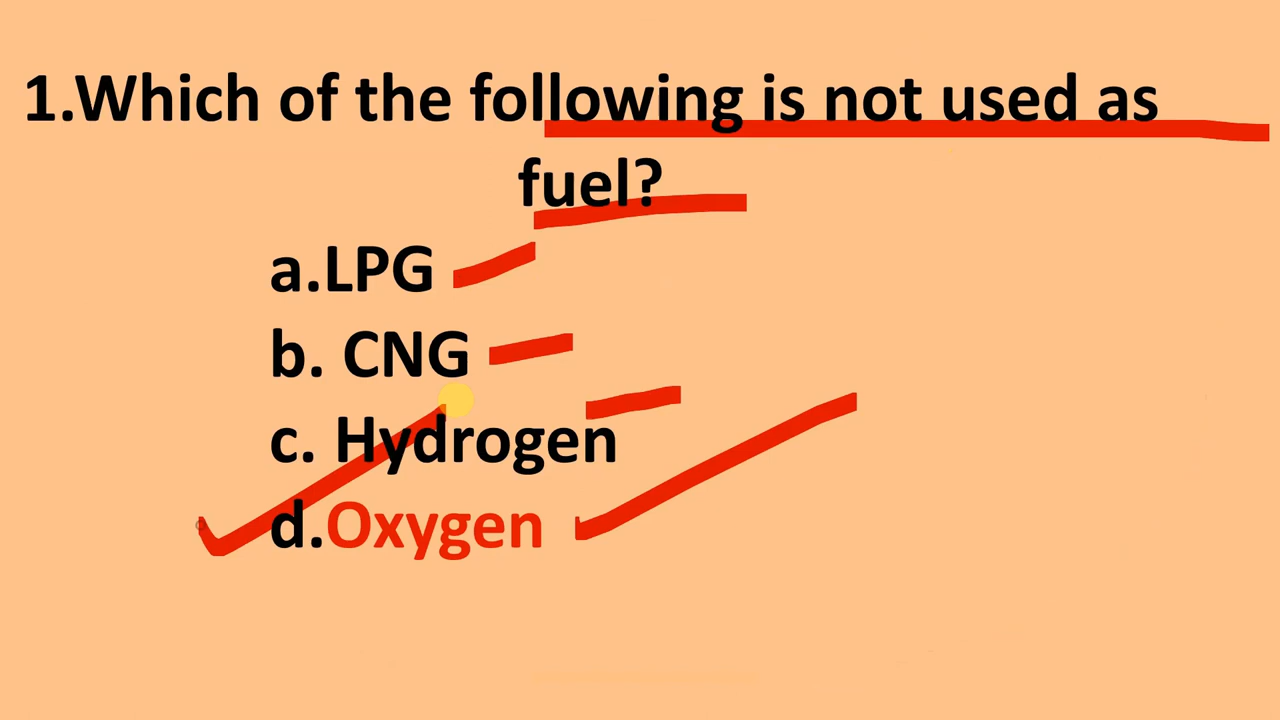 1.Which of the following is not used as
fuel?
a.LPG
b. CNG
c. Hydrogen
d.Oxygen